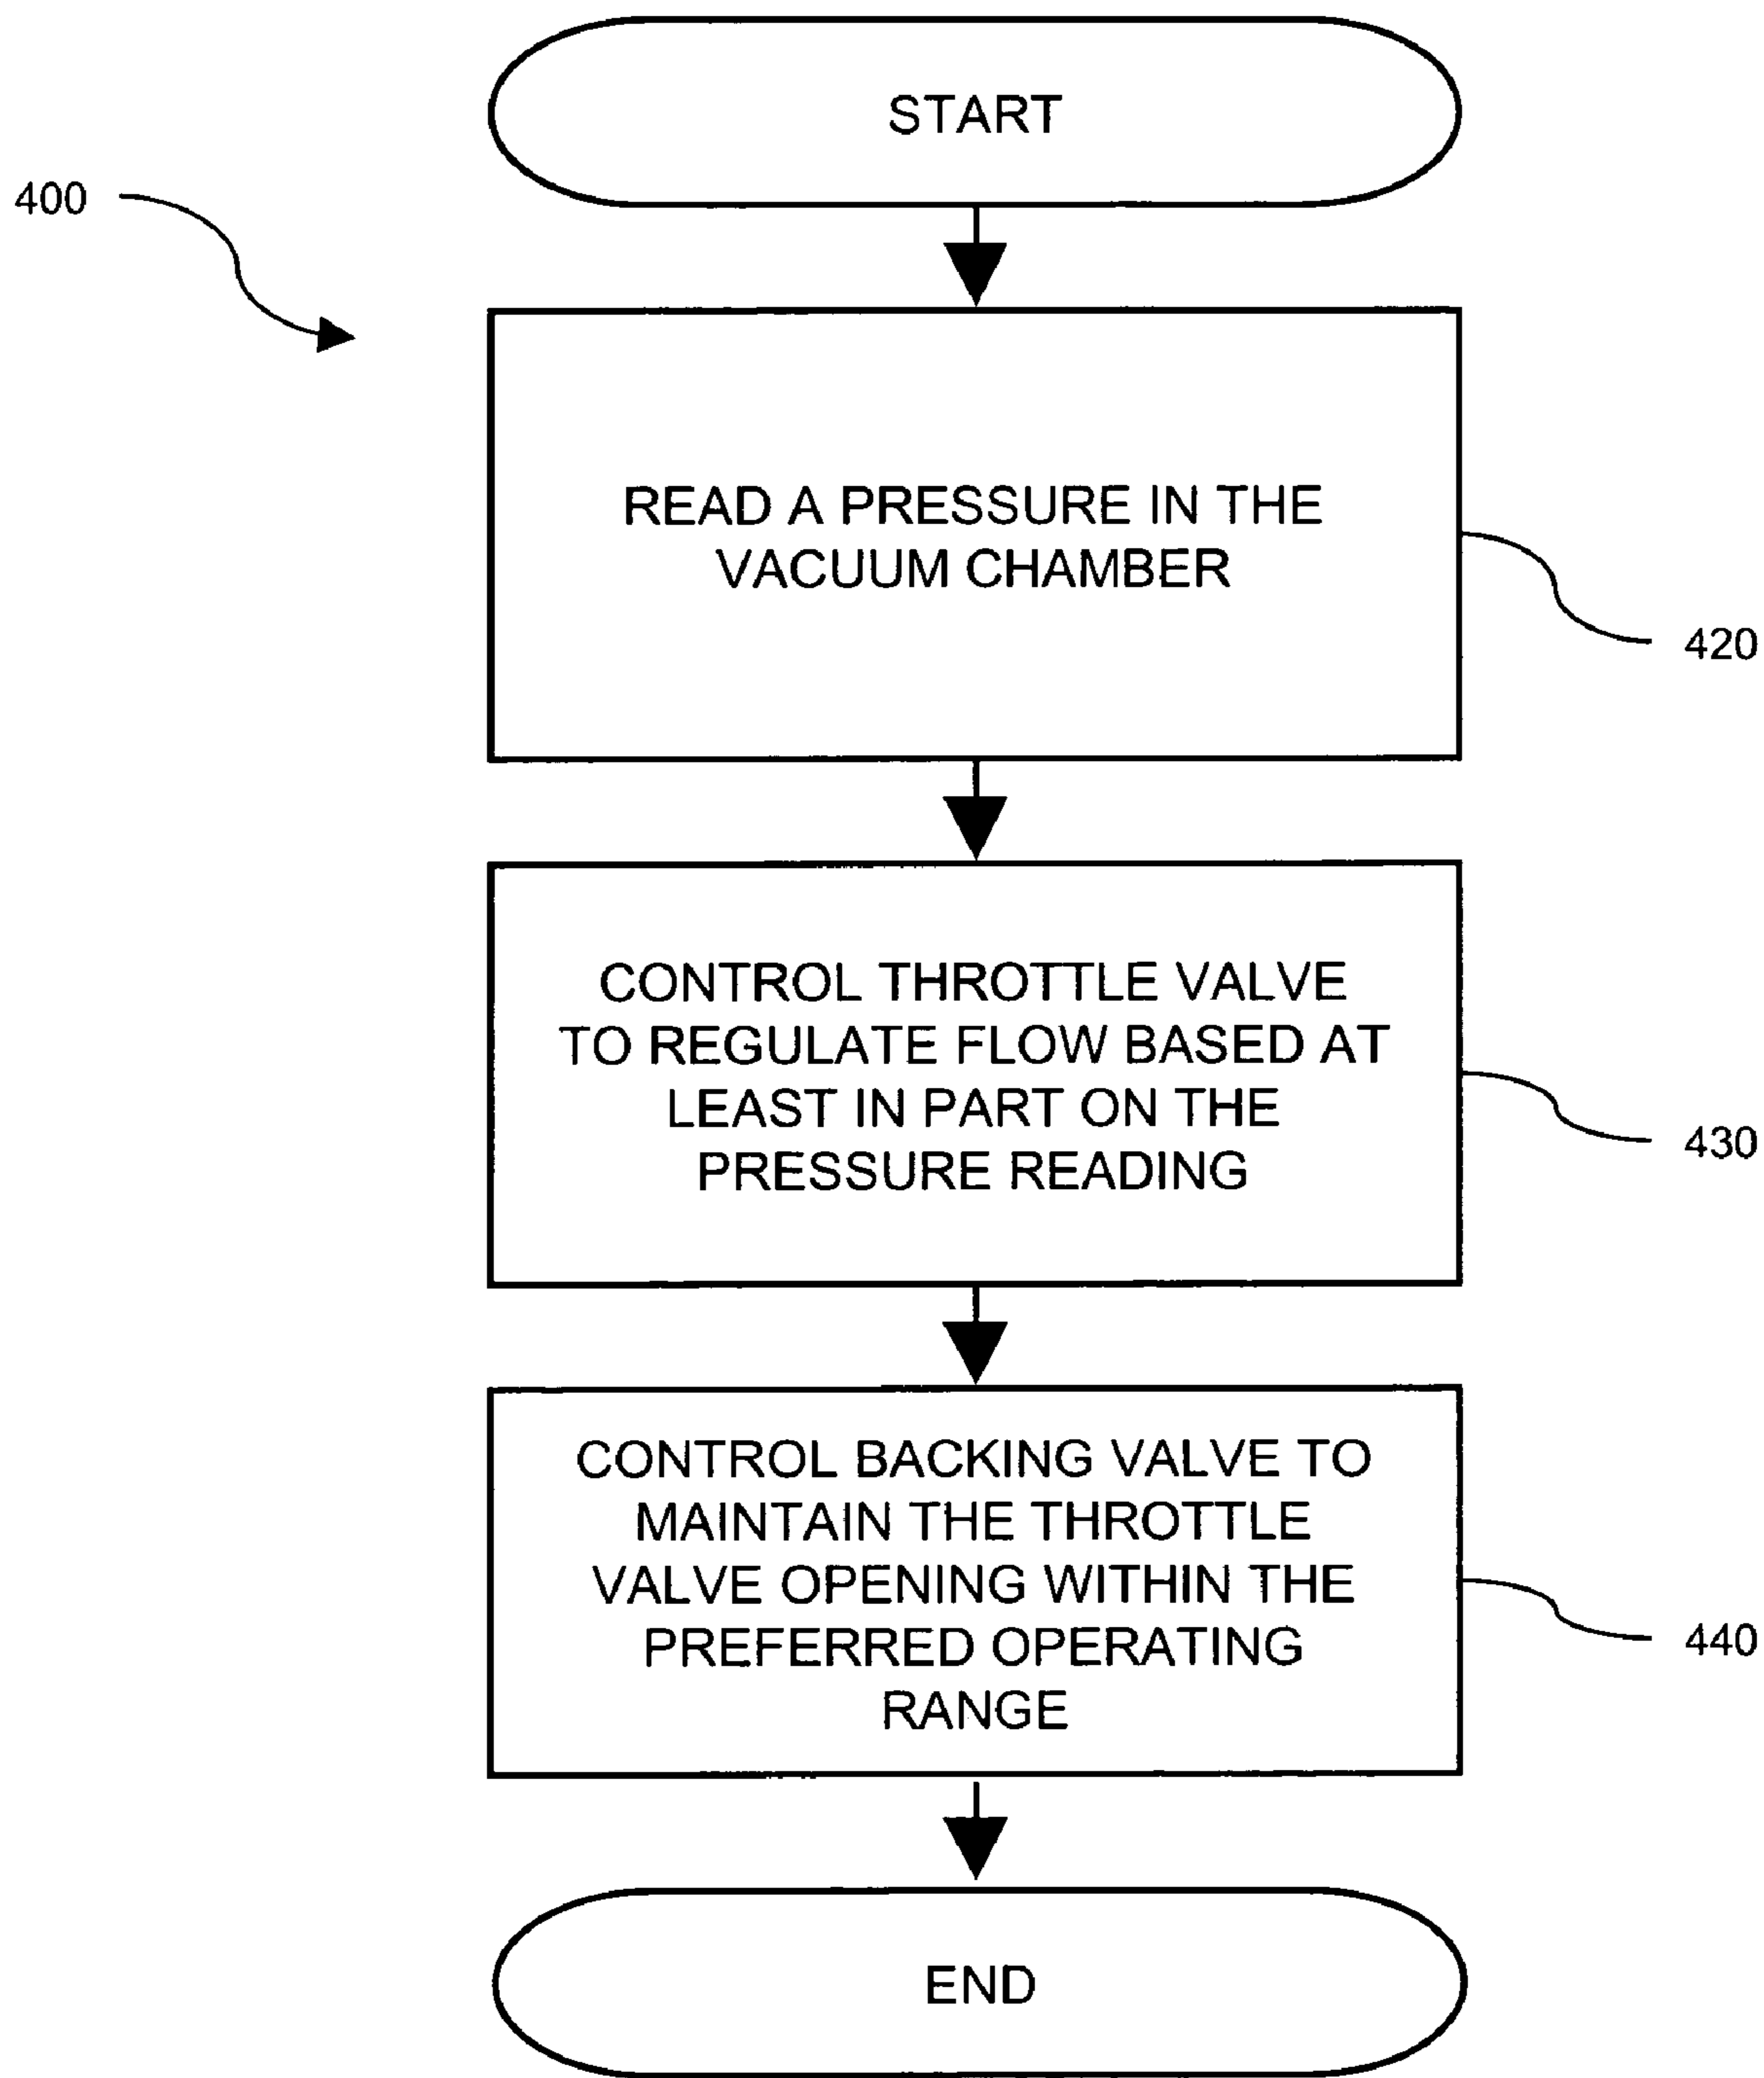 START
400
READ A PRESSURE IN THE
VACUUM CHAMBER
420
CONTROL THROTTLE VALVE
TO REGULATE FLOW BASED AT
LEAST IN PART ON THE
PRESSURE READING
430
CONTROL BACKING VALVE TO
MAINTAIN THE THROTTLE
VALVE OPENING WITHIN THE
PREFERRED OPERATING
RANGE
440
END